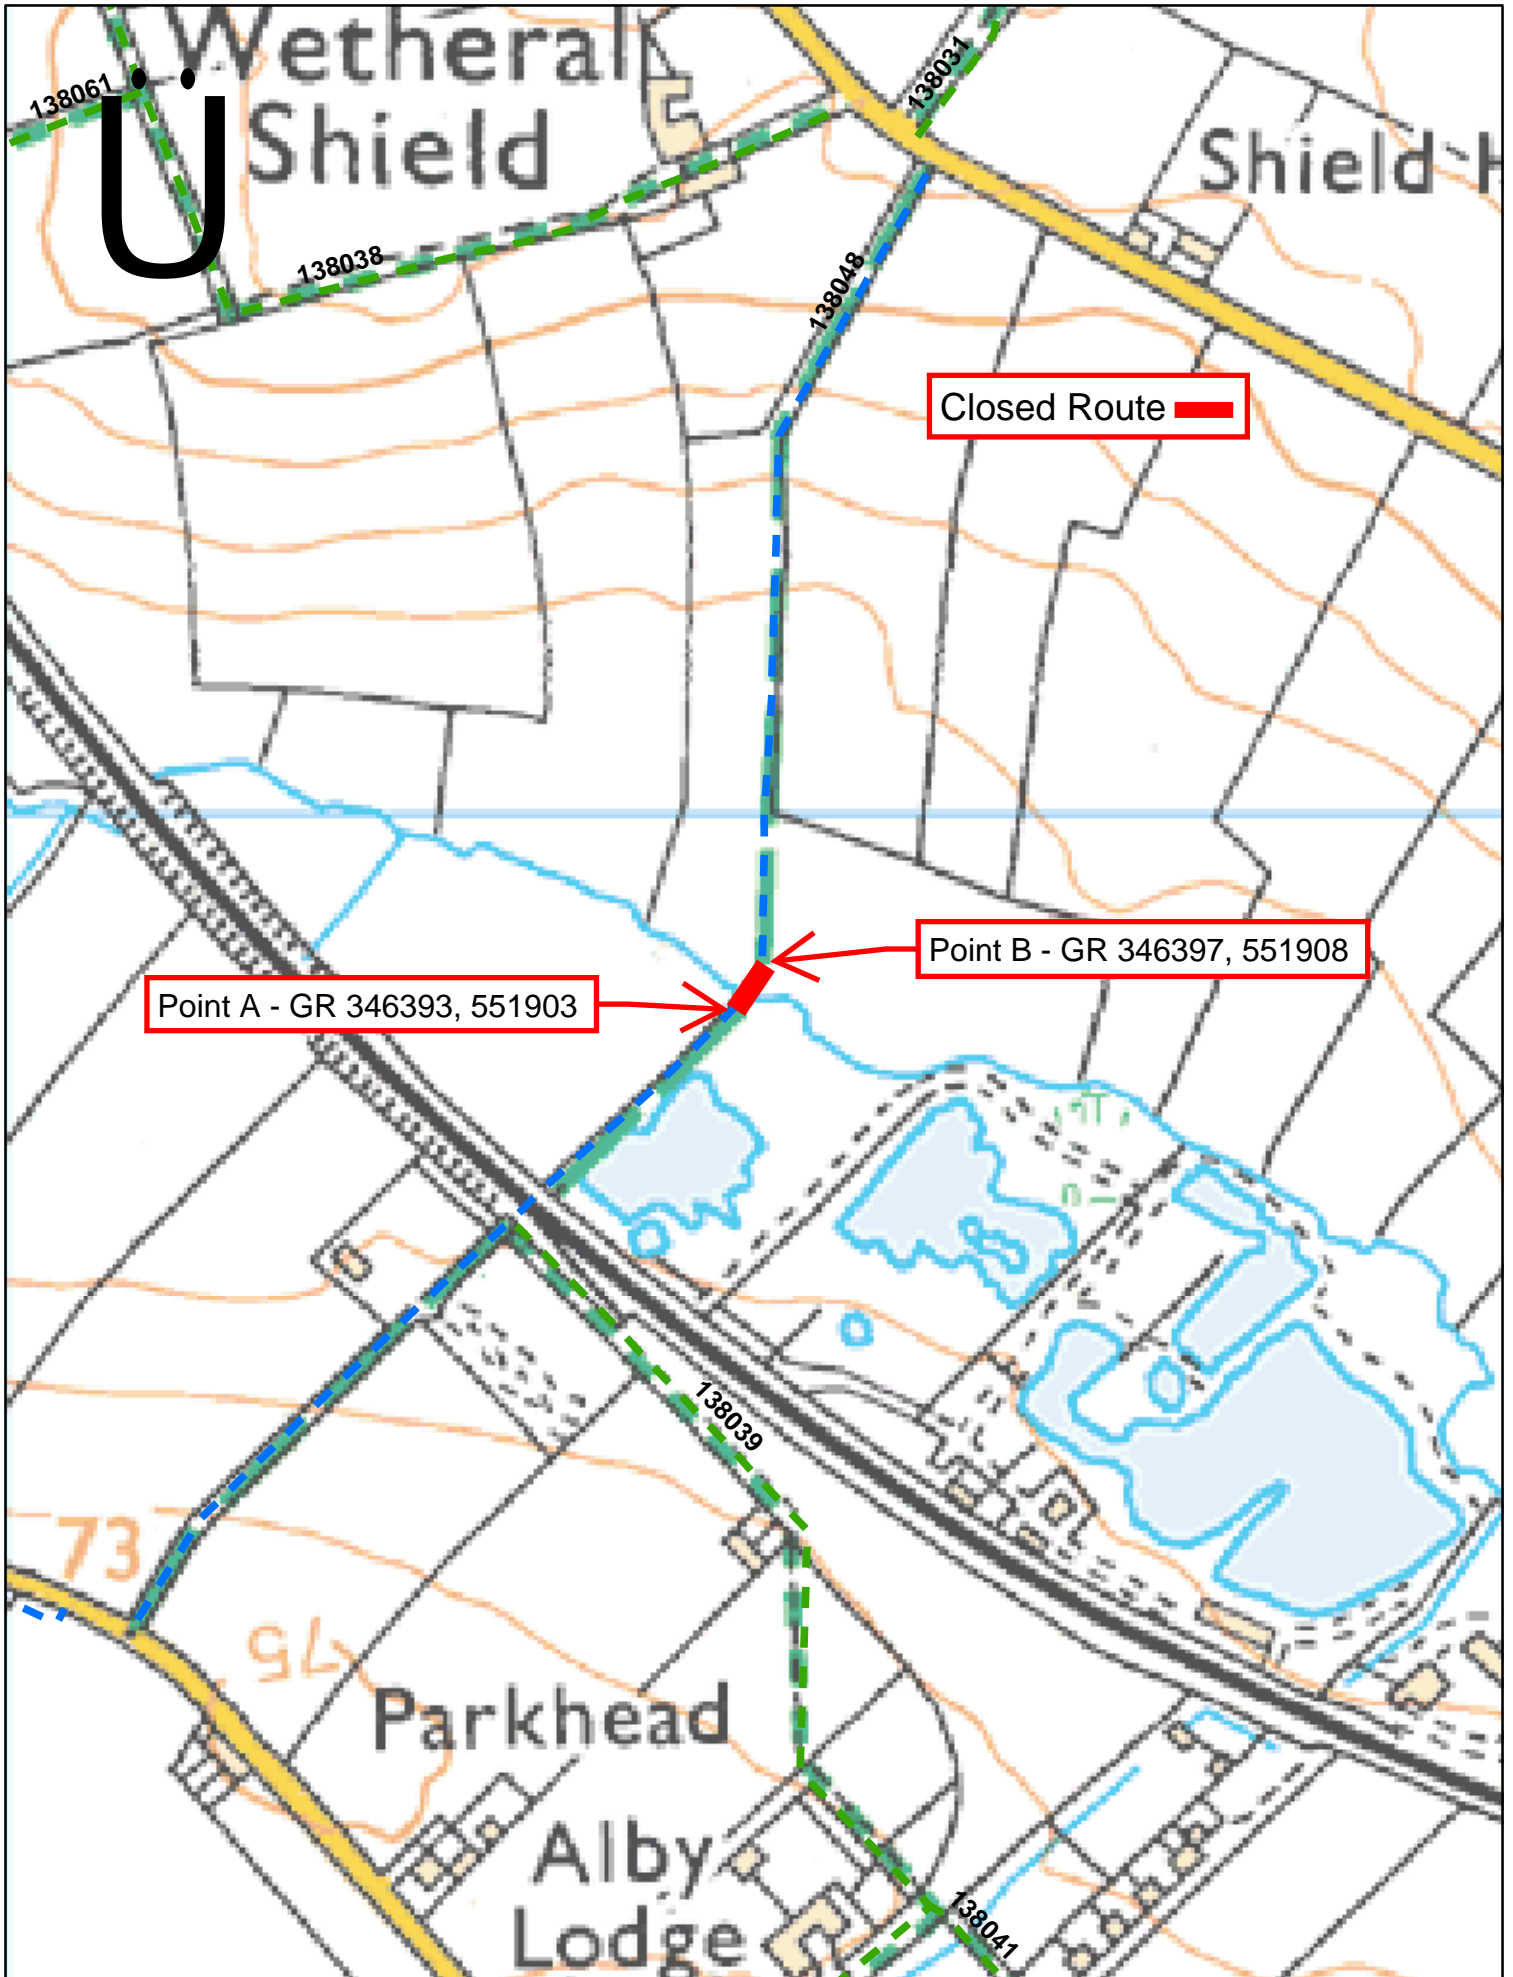 Wetheral
Shield
138061
Ü
138038
138031
138048
Shield H
Closed Route
Point B - GR 346397, 551908
Point A - GR 346393, 551903
138039
73
75
Parkhead
Alby
Lodge
138041